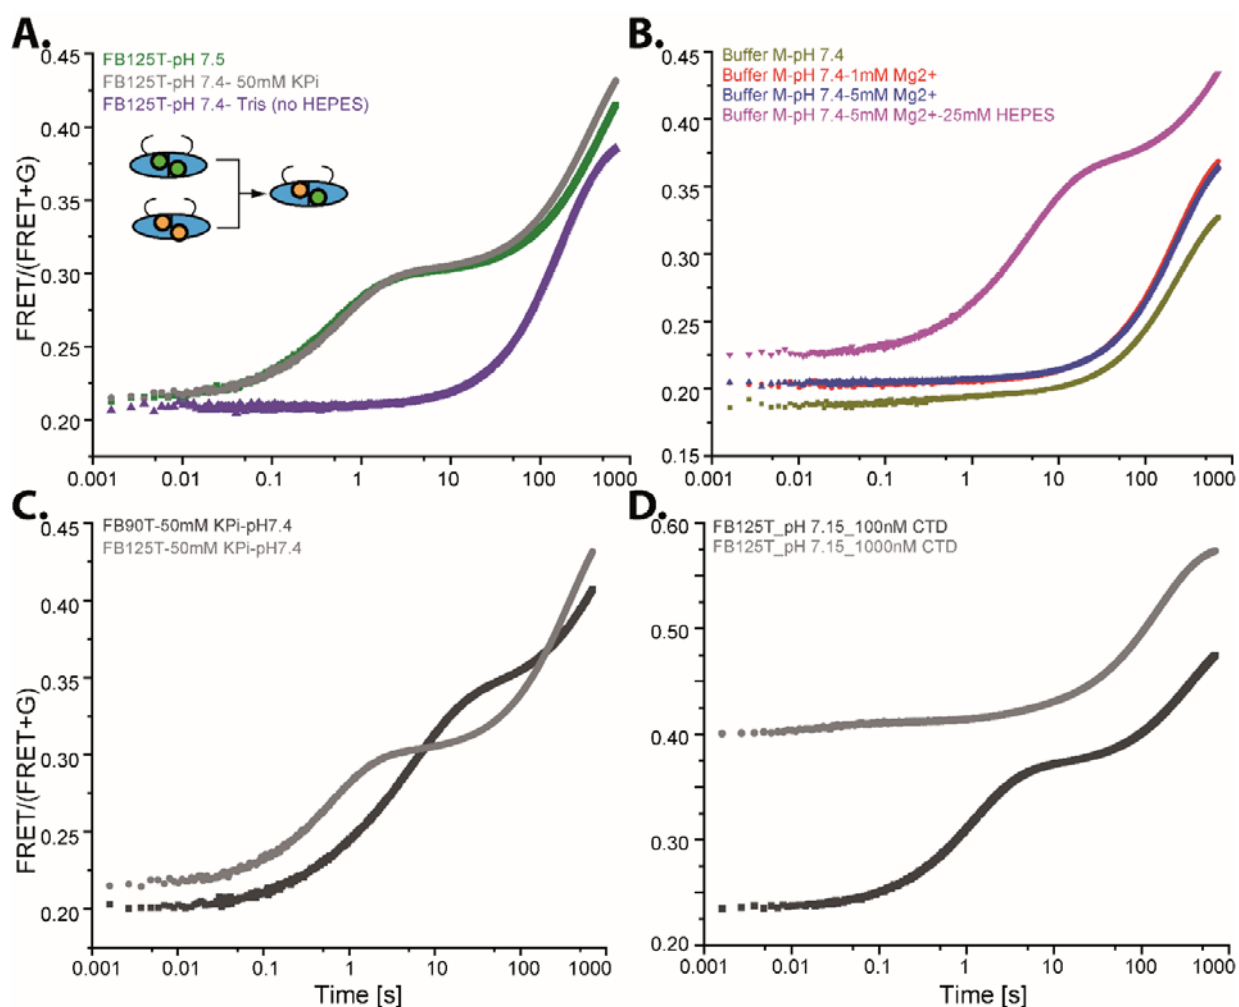 A.
FB125T-pH 7.5
FB125T-pH 7.4- 50mM KPi
FB125T-pH 7.4- Tris (no HEPES)
FRET/(FRET+G)
0.45
0.40
0.35
0.30
0.25
0.20
0.001 0.01 0.1 1 10 100 1000
B.
Buffer M-pH 7.4
Buffer M-pH 7.4-1mM Mg2+
Buffer M-pH 7.4-5mM Mg2+
Buffer M-pH 7.4-5mM Mg2+-25mM HEPES
0.45
0.40
0.35
0.30
0.25
0.20
0.15
0.001 0.01 0.1 1 10 100 1000
C.
FB90T-50mM KPi-pH7.4
FB125T-50mM KPi-pH7.4
FRET/(FRET+G)
0.45
0.40
0.35
0.30
0.25
0.20
0.001 0.01 0.1 1 10 100 1000
Time [s]
D.
FB125T_pH 7.15_100nM CTD
FB125T_pH 7.15_1000nM CTD
0.60
0.50
0.40
0.30
0.20
0.001 0.01 0.1 1 10 100 1000
Time [s]